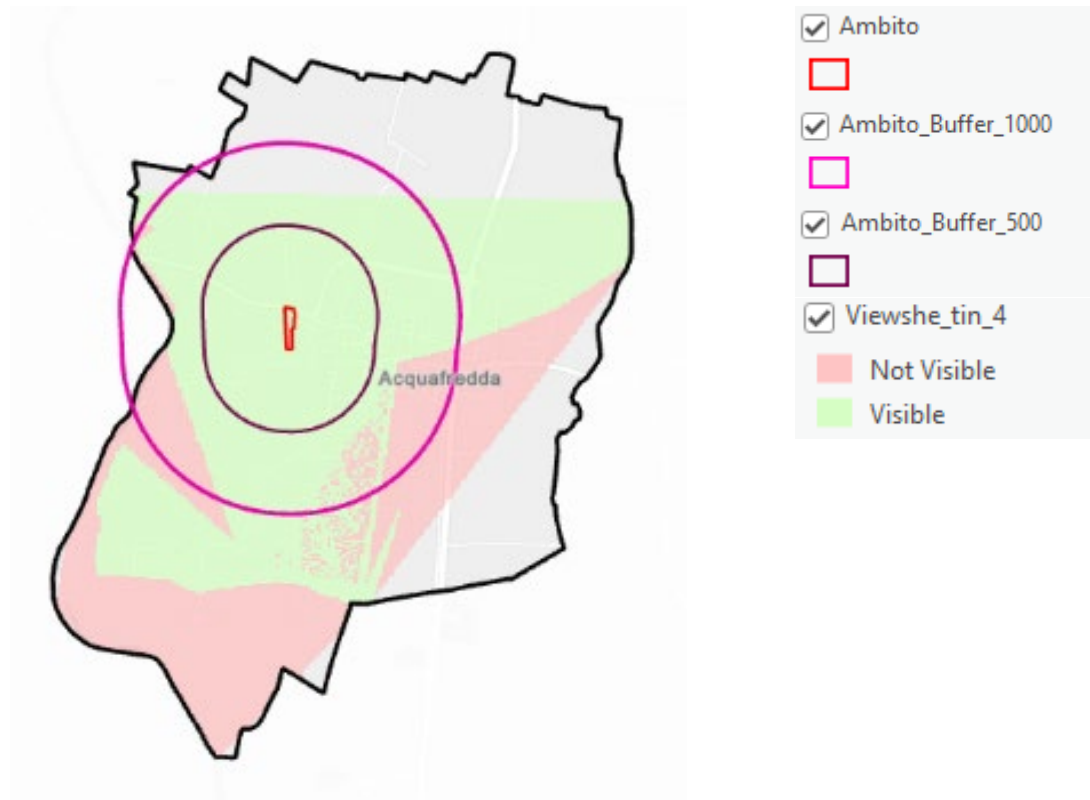 Ambito
Ambito_Buffer_1000
Ambito_Buffer_500
Viewshe_tin_4
Not Visible
Visible
Acquafredda